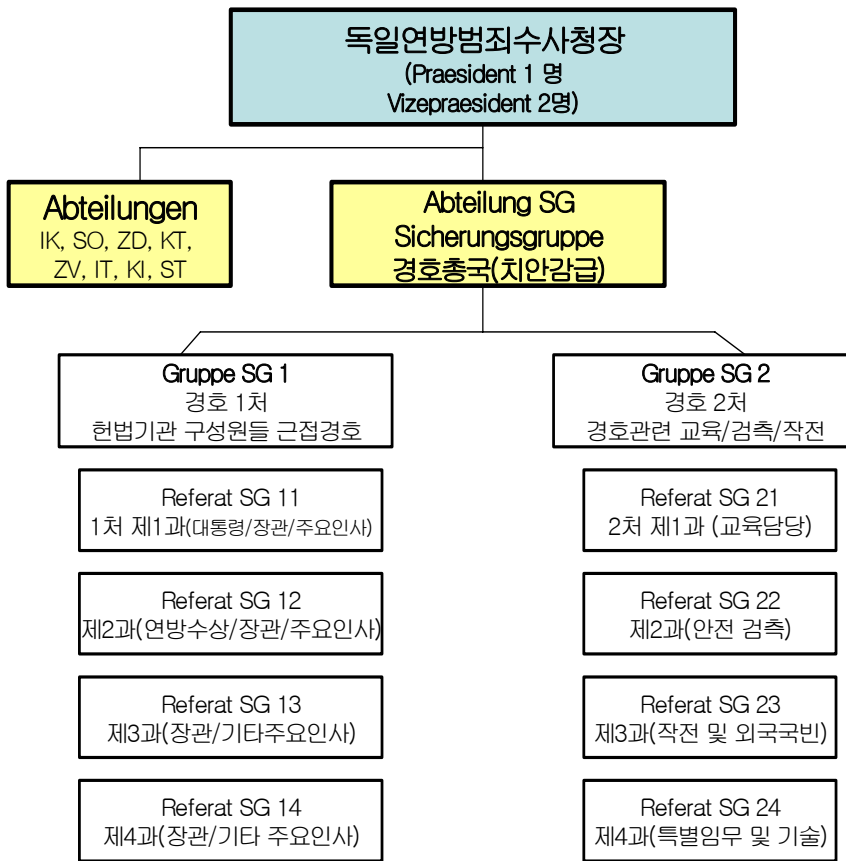 독일연방범죄수사청장
(Praesident 1 명
Vizepraesident 2명)
Abteilungen
IK, SO, ZD, KT,
ZV, IT, KI, ST
Abteilung SG
Sicherungsgruppe
경호총국(치안감급)
Gruppe SG 1
경호 1처
헌법기관 구성원들 근접경호
Referat SG 11
1처 제1과(대통령/장관/주요인사)
Referat SG 12
제2과(연방수상/장관/주요인사)
Referat SG 13
제3과(장관/기타주요인사)
Referat SG 14
제4과(장관/기타 주요인사)
Gruppe SG 2
경호 2처
경호관련 교육/검측/작전
Referat SG 21
2처 제1과 (교육담당)
Referat SG 22
제2과(안전 검측)
Referat SG 23
제3과(작전 및 외국국빈)
Referat SG 24
제4과(특별임무 및 기술)